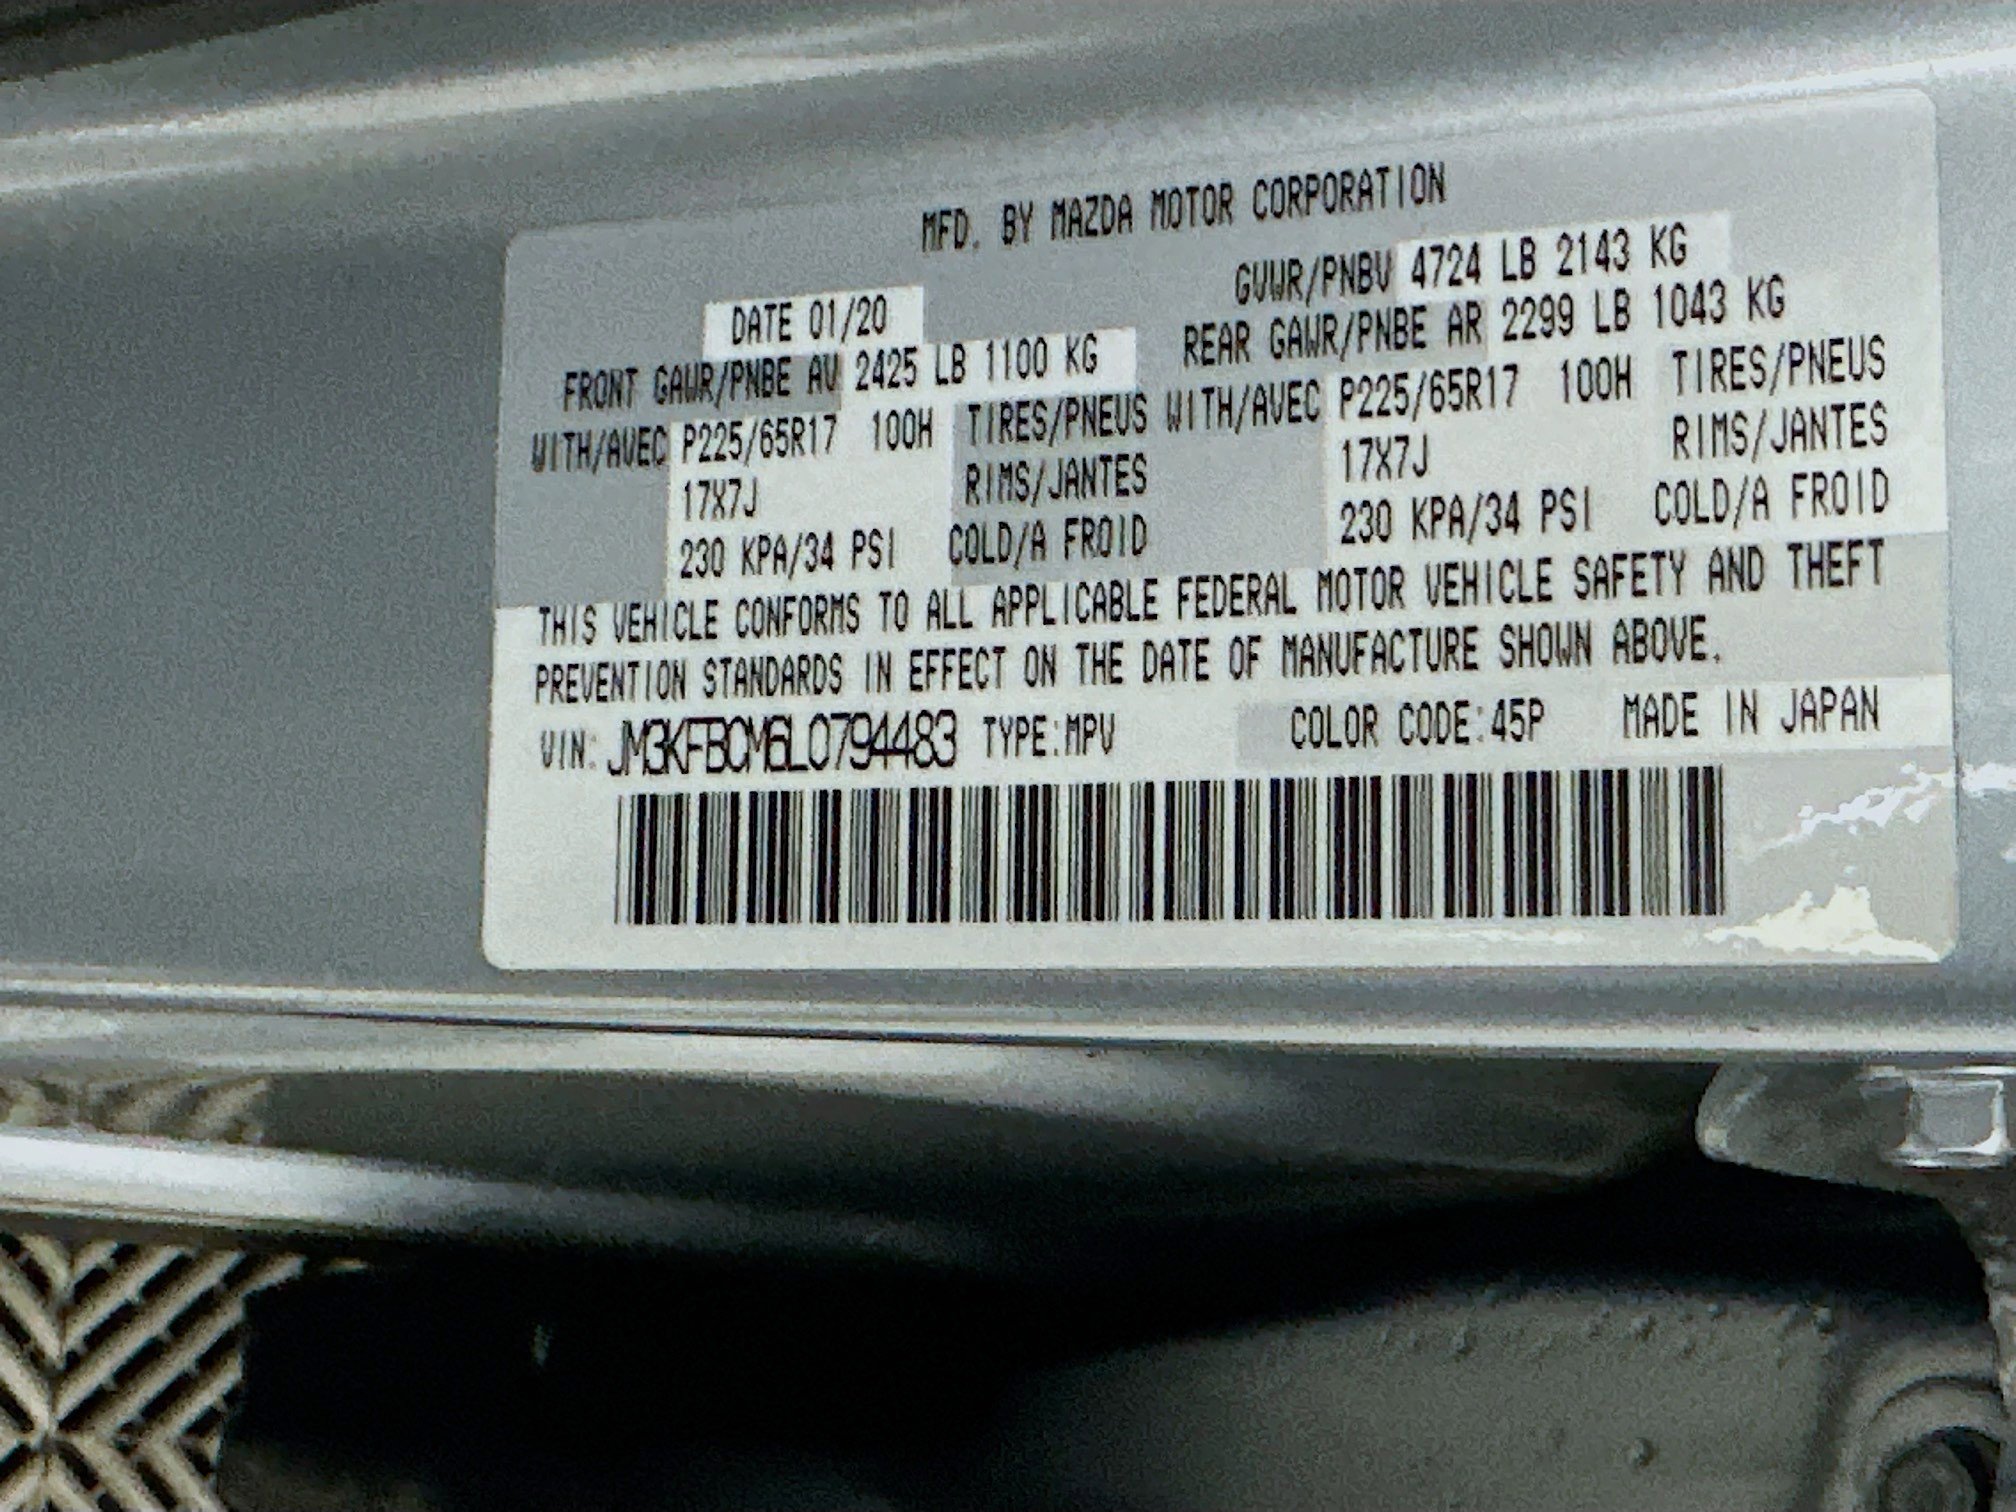 MFD. BY MAZDA MOTOR CORPORATION
DATE 01/20 GVWR/PNBV 4724 LB 2143 KG
FRONT GAWR/PNBE AV 2425 LB 1100 KG REAR GAWR/PNBE AR 2299 LB 1043 KG
WITH/AVEC P225/65R17 100H TIRES/PNEUS WITH/AVEC P225/65R17 100H TIRES/PNEUS
17X7J RIMS/JANTES 17X7J RIMS/JANTES
230 KPA/34 PSI COLD/A FROID 230 KPA/34 PSI COLD/A FROID
THIS VEHICLE CONFORMS TO ALL APPLICABLE FEDERAL MOTOR VEHICLE SAFETY AND THEFT
PREVENTION STANDARDS IN EFFECT ON THE DATE OF MANUFACTURE SHOWN ABOVE.
VIN: JM3KFBCM6L0794483 TYPE:MPV COLOR CODE:45P MADE IN JAPAN